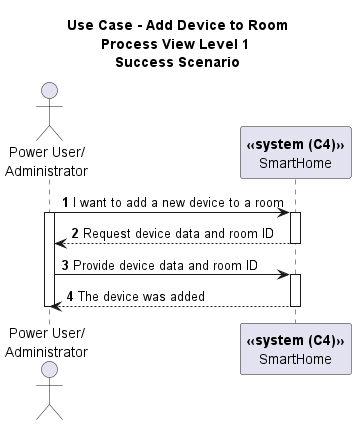 Use Case - Add Device to Room
Process View Level 1
Success Scenario
Power User/
Administrator
«system (C4)»
SmartHome
1 I want to add a new device to a room
2 Request device data and room ID
3 Provide device data and room ID
4 The device was added
Power User/
Administrator
«system (C4)»
SmartHome